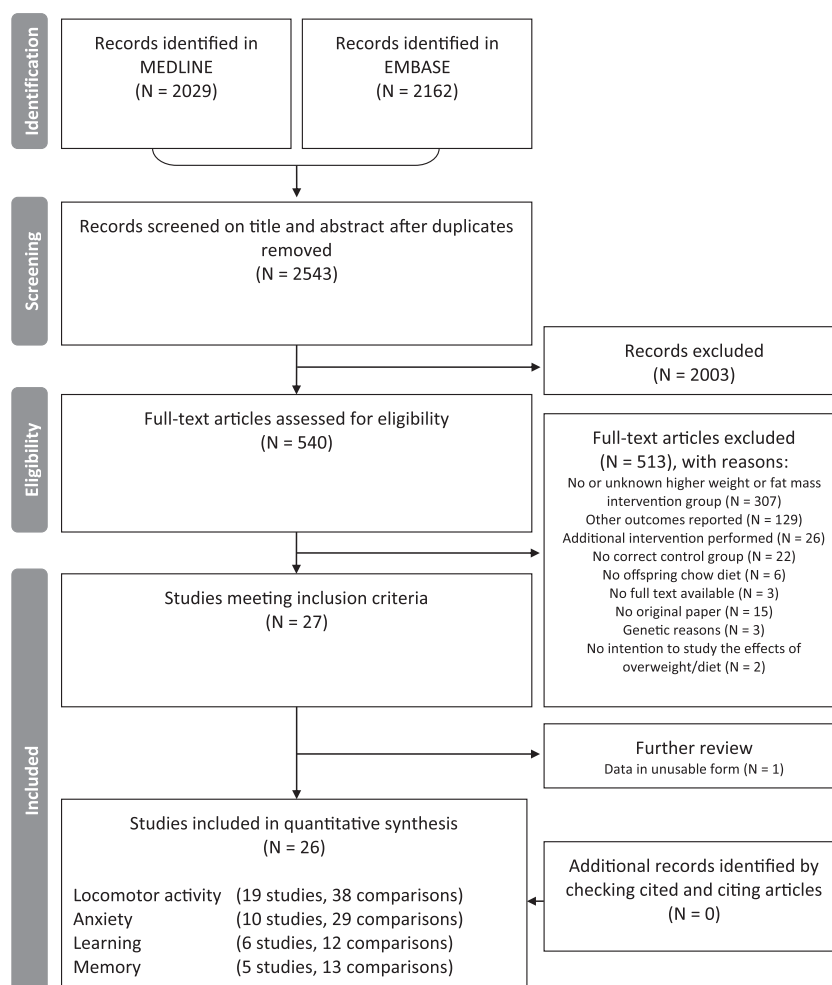 Identification
Records identified in
MEDLINE
(N = 2029)
Records identified in
EMBASE
(N = 2162)
Screening
Records screened on title and abstract after duplicates
removed
(N = 2543)
Records excluded
(N = 2003)
Eligibility
Full-text articles assessed for eligibility
(N = 540)
Full-text articles excluded
(N = 513), with reasons:
No or unknown higher weight or fat mass
intervention group (N = 307)
Other outcomes reported (N = 129)
Additional intervention performed (N = 26)
No correct control group (N = 22)
No offspring chow diet (N = 6)
No full text available (N = 3)
No original paper (N = 15)
Genetic reasons (N = 3)
No intention to study the effects of
overweight/diet (N = 2)
Included
Studies meeting inclusion criteria
(N = 27)
Further review
Data in unusable form (N = 1)
Studies included in quantitative synthesis
(N = 26)
Locomotor activity (19 studies, 38 comparisons)
Anxiety (10 studies, 29 comparisons)
Learning (6 studies, 12 comparisons)
Memory (5 studies, 13 comparisons)
Additional records identified by
checking cited and citing articles
(N = 0)